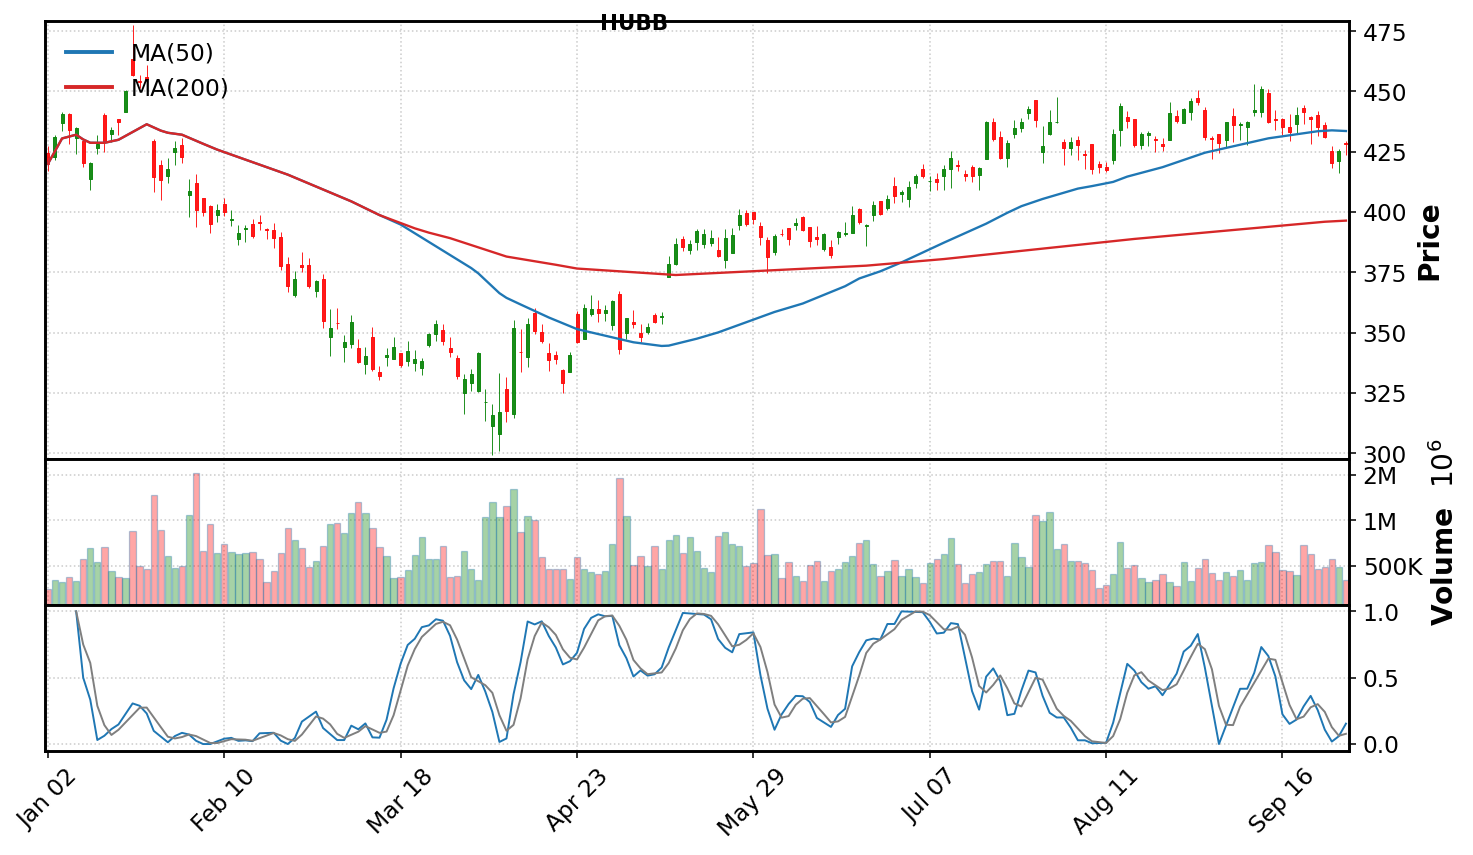 HUBB
MA(50)
MA(200)
475
450
425
400
375
350
325
300
Price
2M
1M
500K
Volume 10^6
1.0
0.5
0.0
Jan 02
Feb 10
Mar 18
Apr 23
May 29
Jul 07
Aug 11
Sep 16